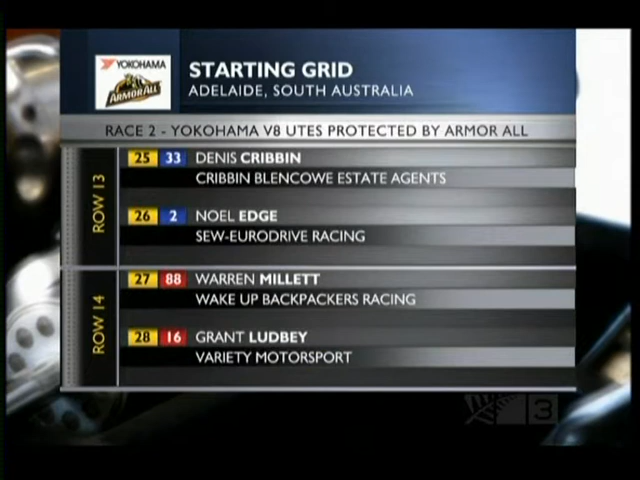 YOKOHAMA
ARMOR ALL
STARTING GRID
ADELAIDE, SOUTH AUSTRALIA
RACE 2 - YOKOHAMA V8 UTES PROTECTED BY ARMOR ALL
ROW 13
25 33 DENIS CRIBBIN
CRIBBIN BLENCOWE ESTATE AGENTS
26 2 NOEL EDGE
SEW-EURODRIVE RACING
ROW 14
27 88 WARREN MILLETT
WAKE UP BACKPACKERS RACING
28 16 GRANT LUDBEY
VARIETY MOTORSPORT
3